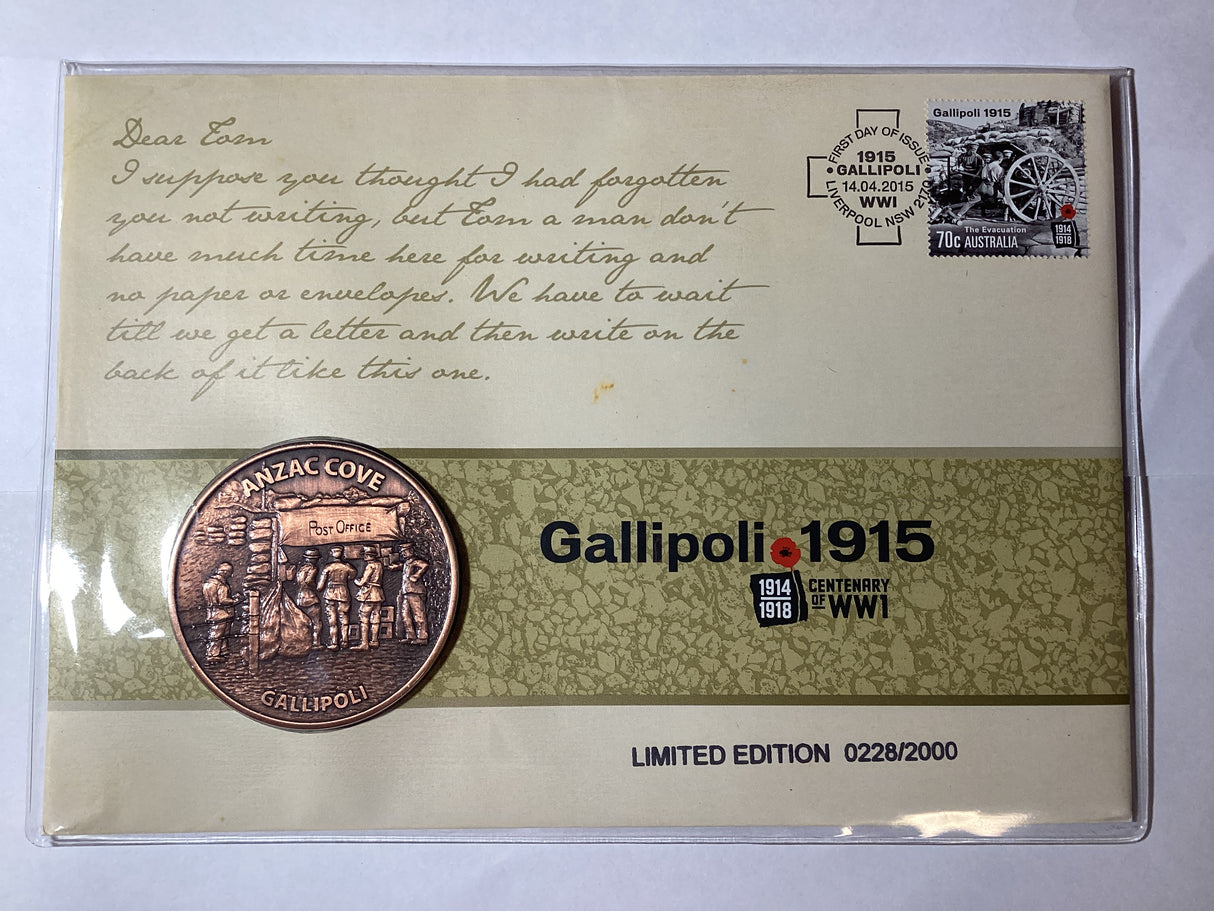 Dear Tom
I suppose you thought I had forgotten
you not writing, but Tom a man don't
have much time here for writing and
no paper or envelopes. We have to wait
till we get a letter and then write on the
back of it like this one.
FIRST DAY OF ISSUE
1915
• GALLIPOLI •
14.04.2015
WWI
LIVERPOOL NSW 2170
Gallipoli 1915
The Evacuation
70c AUSTRALIA
1914
1918
ANZAC COVE
POST OFFICE
GALLIPOLI
Gallipoli 1915
1914
1918
CENTENARY
OF WW1
LIMITED EDITION 0228/2000